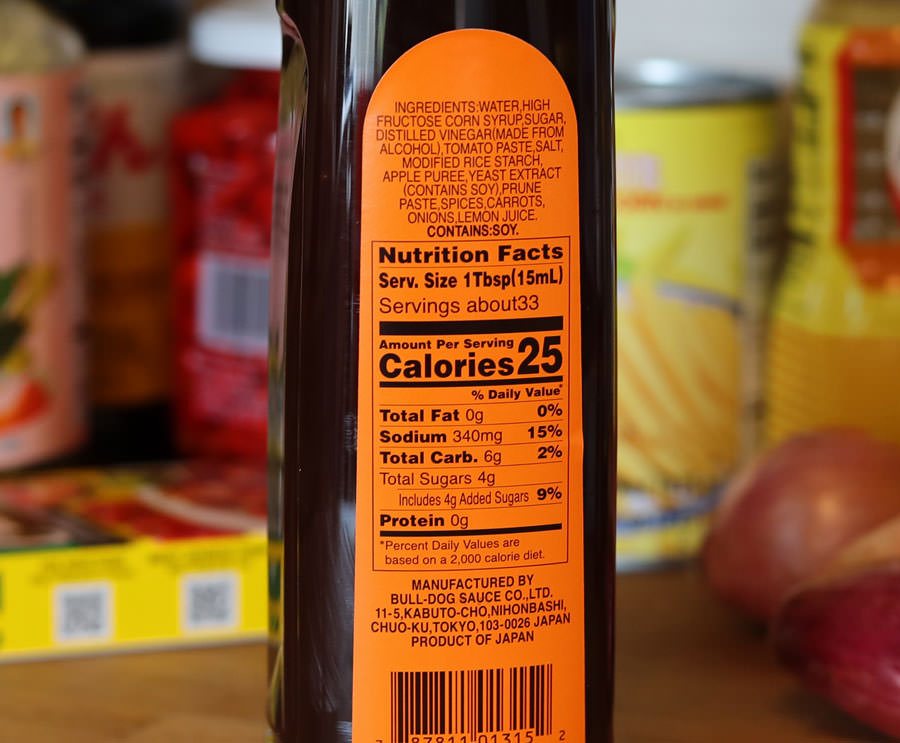 INGREDIENTS:WATER,HIGH
FRUCTOSE CORN SYRUP,SUGAR,
DISTILLED VINEGAR(MADE FROM
ALCOHOL),TOMATO PASTE,SALT,
MODIFIED RICE STARCH,
APPLE PUREE,YEAST EXTRACT
(CONTAINS SOY),PRUNE
PASTE,SPICES,CARROTS,
ONIONS,LEMON JUICE.
CONTAINS:SOY.
Nutrition Facts
Serv. Size 1Tbsp(15mL)
Servings about33
Amount Per Serving
Calories 25
% Daily Value*
Total Fat 0g 0%
Sodium 340mg 15%
Total Carb. 6g 2%
Total Sugars 4g
Includes 4g Added Sugars 9%
Protein 0g
*Percent Daily Values are
based on a 2,000 calorie diet.
MANUFACTURED BY
BULL-DOG SAUCE CO.,LTD.
11-5,KABUTO-CHO,NIHONBASHI,
CHUO-KU,TOKYO,103-0026 JAPAN
PRODUCT OF JAPAN
7 87811 01315 2